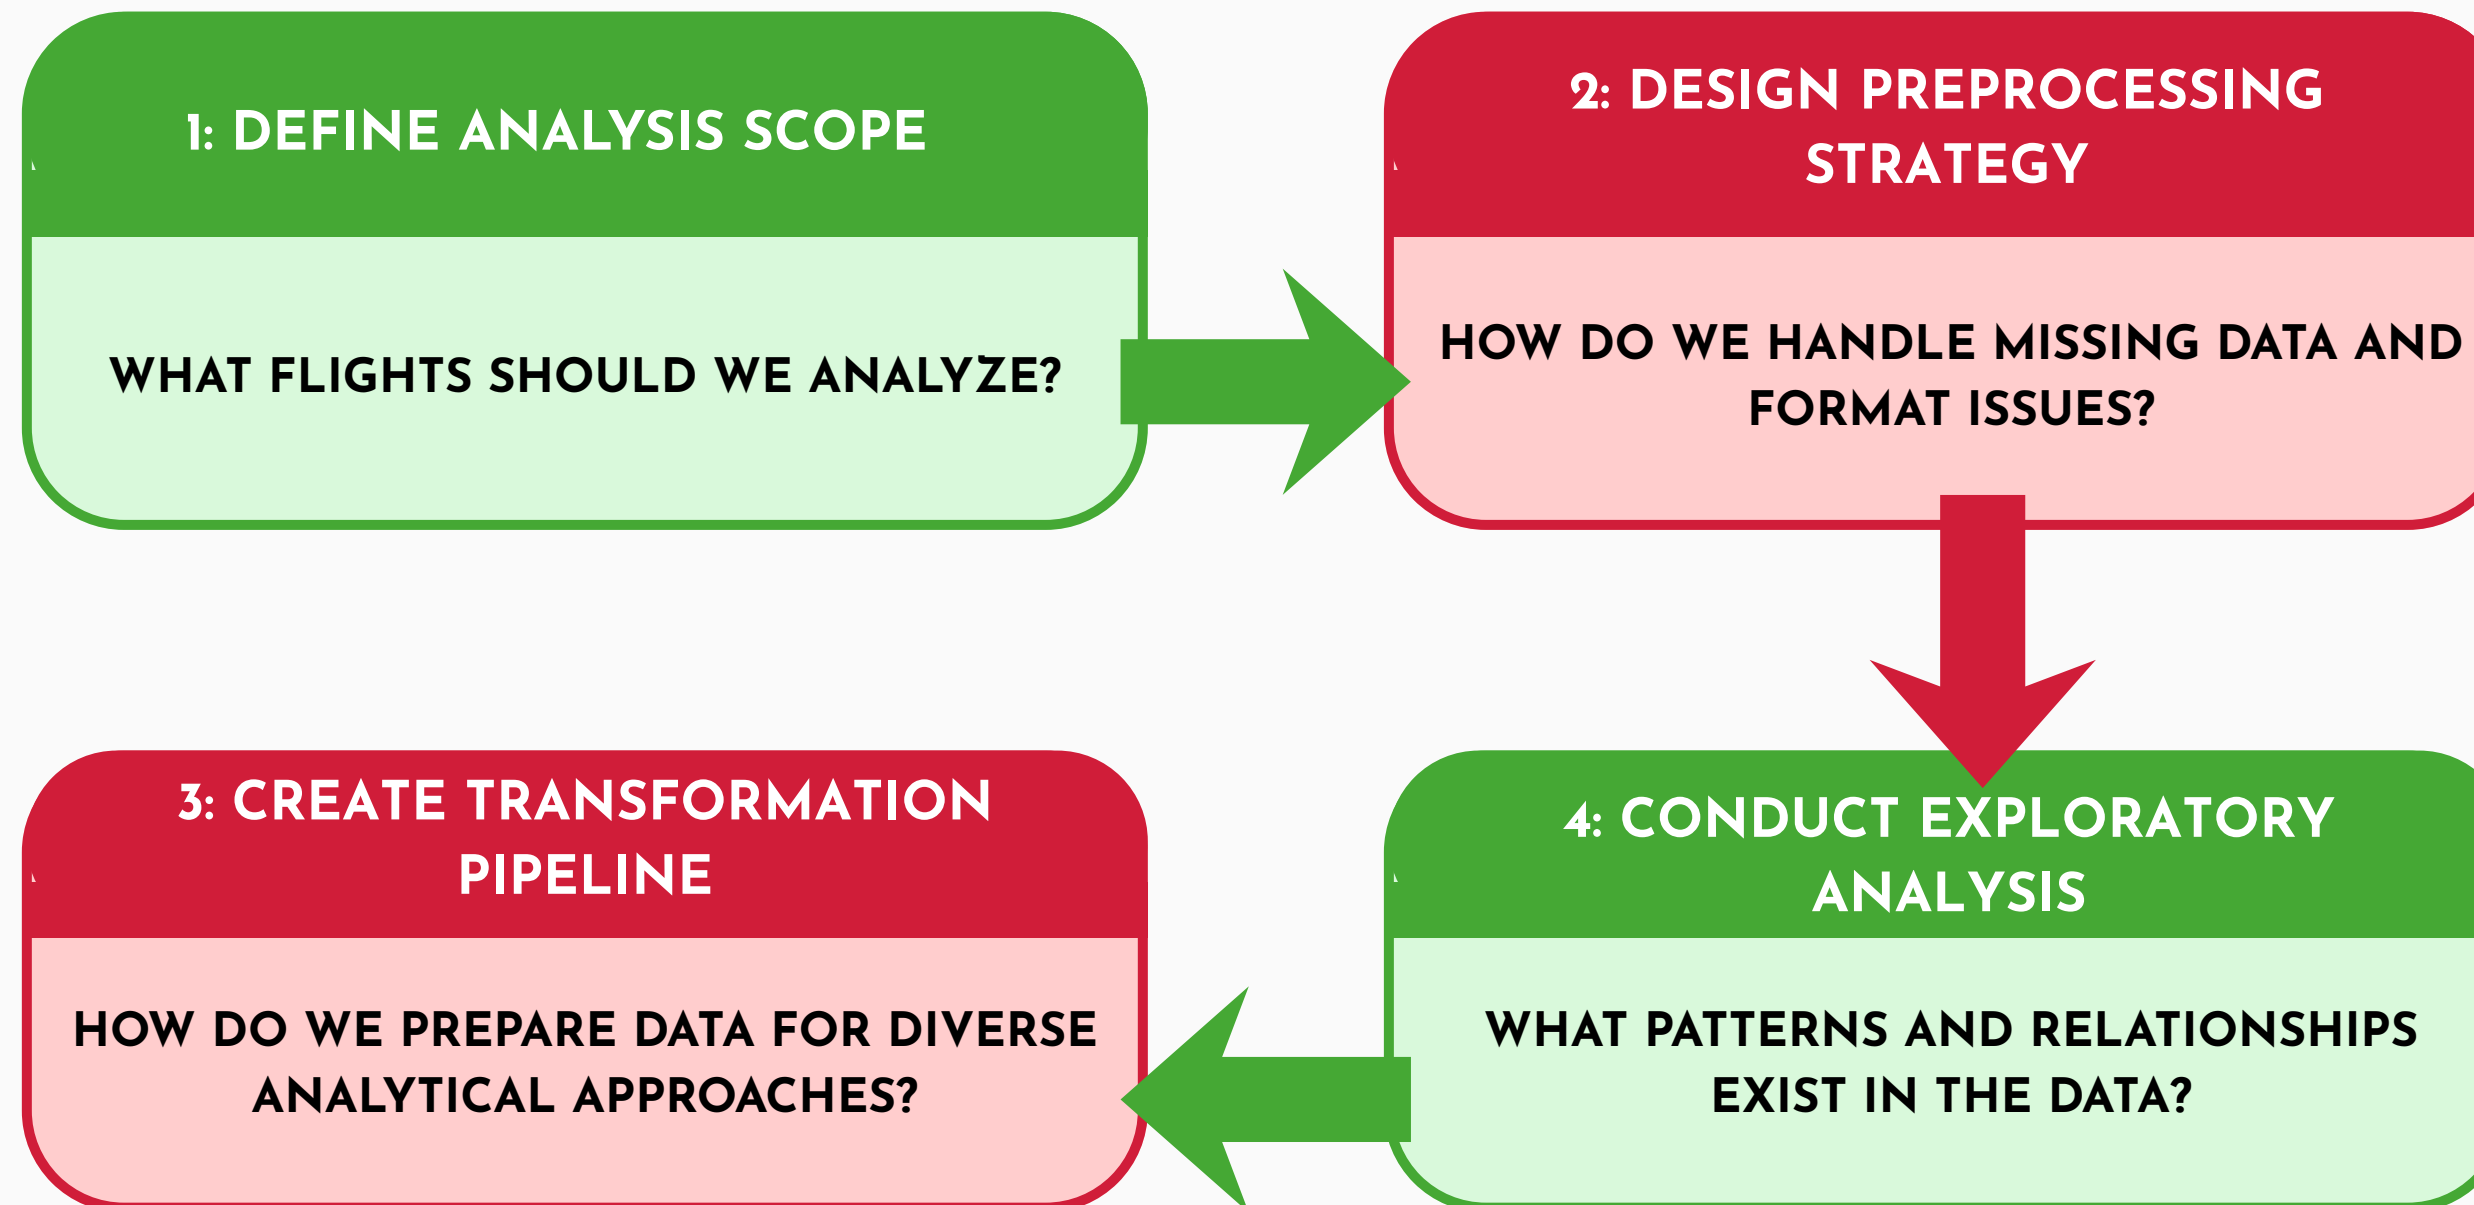 1: DEFINE ANALYSIS SCOPE
WHAT FLIGHTS SHOULD WE ANALYZE?
2: DESIGN PREPROCESSING
STRATEGY
HOW DO WE HANDLE MISSING DATA AND
FORMAT ISSUES?
3: CREATE TRANSFORMATION
PIPELINE
HOW DO WE PREPARE DATA FOR DIVERSE
ANALYTICAL APPROACHES?
4: CONDUCT EXPLORATORY
ANALYSIS
WHAT PATTERNS AND RELATIONSHIPS
EXIST IN THE DATA?